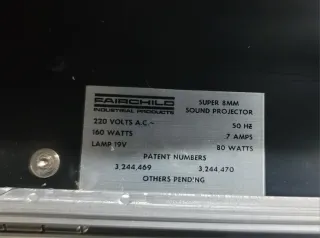 FAIRCHILD
INDUSTRIAL PRODUCTS
SUPER 8MM
SOUND PROJECTOR
220 VOLTS A.C.~ 50 HZ
160 WATTS .7 AMPS
LAMP 19V 80 WATTS
PATENT NUMBERS
3,244,469 3,244,470
OTHERS PENDING